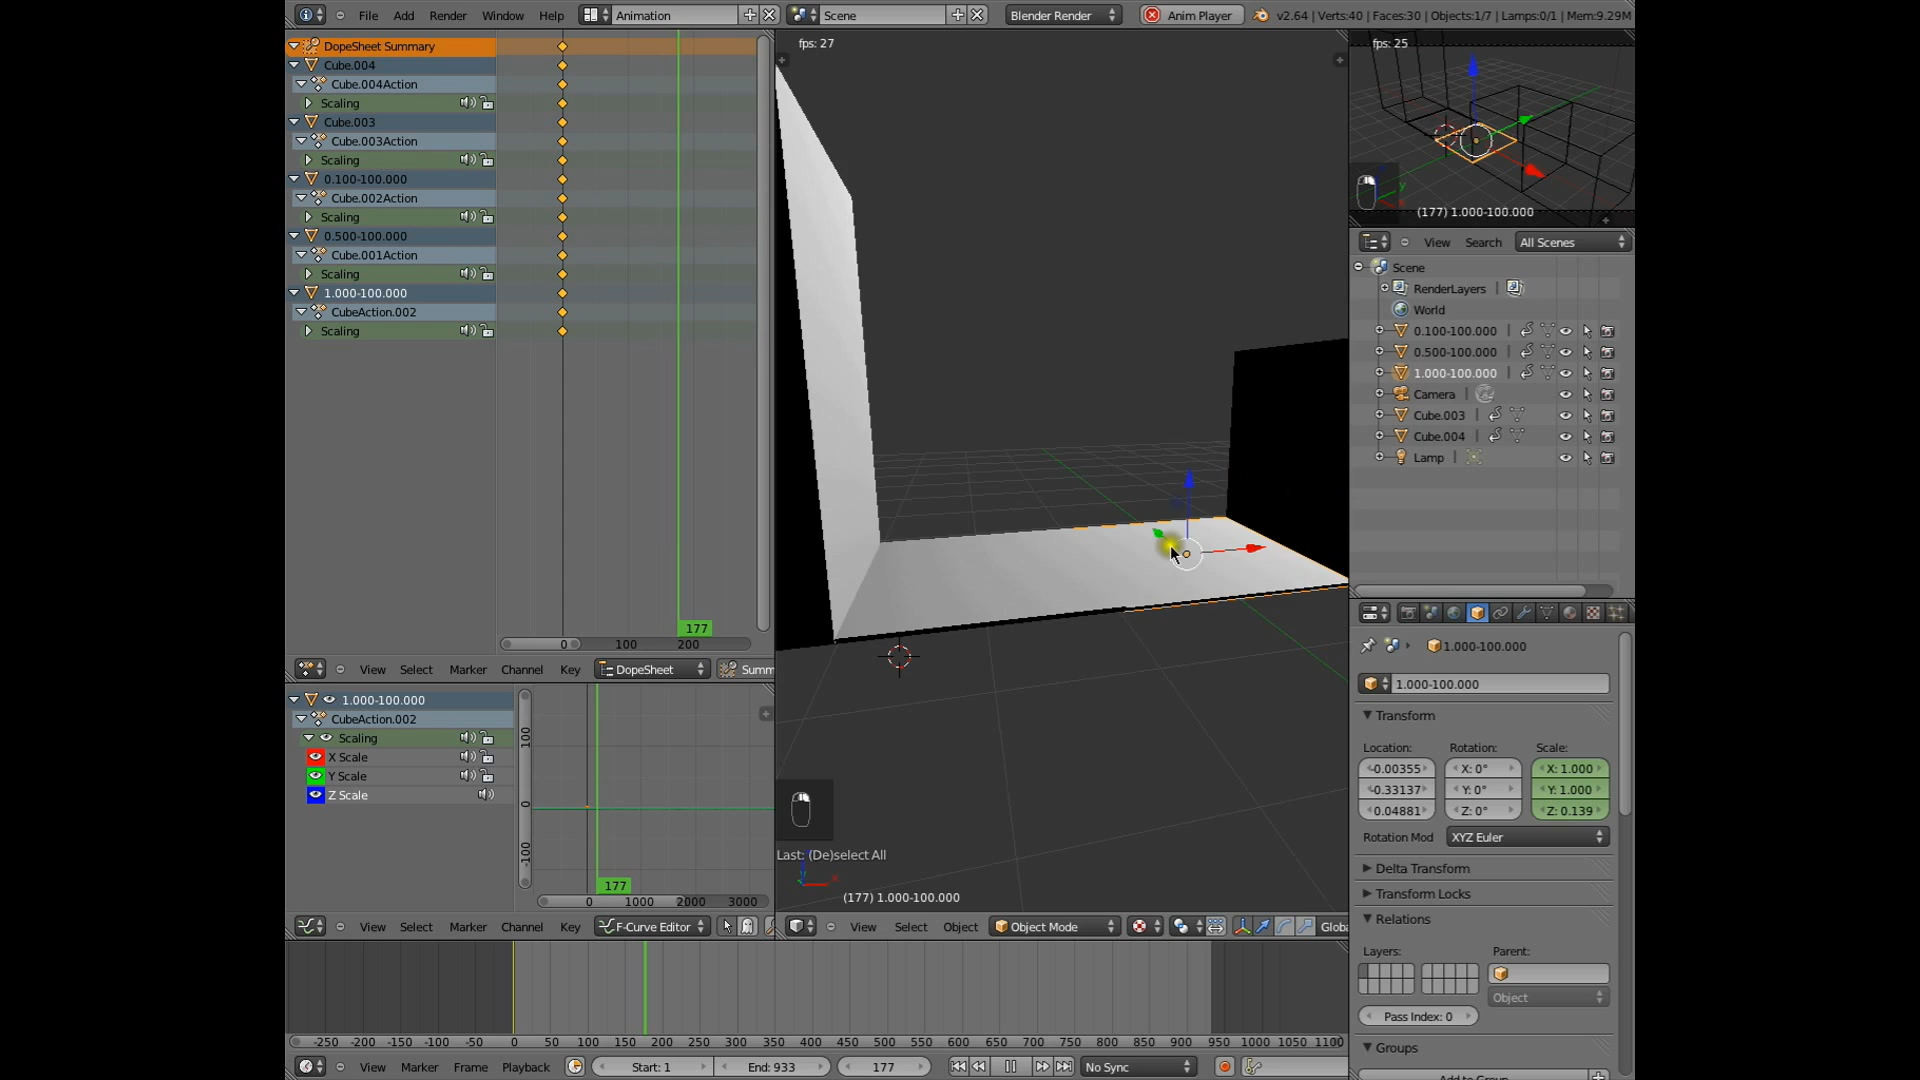 File Add Render Window Help Animation Scene Blender Render Anim Player v2.64 | Verts:40 | Faces:30 | Objects:1/7 | Lamps:0/1 | Mem:9.29M
DopeSheet Summary
Cube.004
Cube.004Action
Scaling
Cube.003
Cube.003Action
Scaling
0.100-100.000
Cube.002Action
Scaling
0.500-100.000
Cube.001Action
Scaling
1.000-100.000
CubeAction.002
Scaling
177
0 100 200
View Select Marker Channel Key DopeSheet Summ
1.000-100.000
CubeAction.002
Scaling
X Scale
Y Scale
Z Scale
100
0
-100
177
0 1000 2000 3000
View Select Marker Channel Key F-Curve Editor
fps: 27
Last: (De)select All
(177) 1.000-100.000
View Select Object Object Mode Globa
fps: 25
y
(177) 1.000-100.000
View Search All Scenes
Scene
RenderLayers |
World
0.100-100.000 |
0.500-100.000 |
1.000-100.000 |
Camera |
Cube.003 |
Cube.004 |
Lamp |
1.000-100.000
1.000-100.000
Transform
Location: Rotation: Scale:
-0.00355 X: 0° X: 1.000
-0.33137 Y: 0° Y: 1.000
0.04881 Z: 0° Z: 0.139
Rotation Mod XYZ Euler
Delta Transform
Transform Locks
Relations
Layers: Parent:
Object
Pass Index: 0
Groups
Add to Group
-250 -200 -150 -100 -50 0 50 100 150 200 250 300 350 400 450 500 550 600 650 700 750 800 850 900 950 1000 1050 1100
View Marker Frame Playback Start: 1 End: 933 177 No Sync